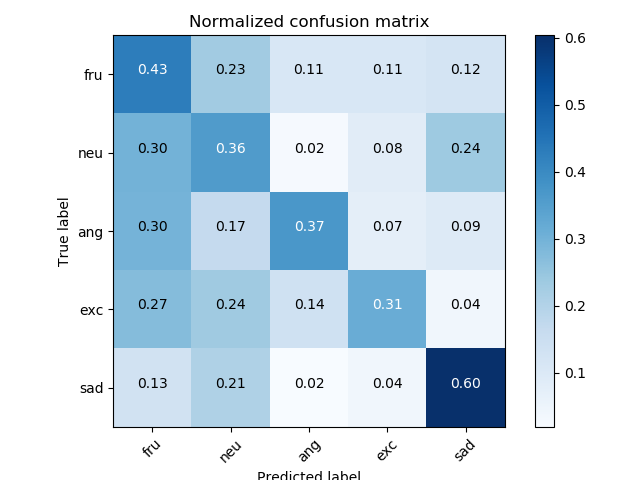 Normalized confusion matrix
fru 0.43 0.23 0.11 0.11 0.12
neu 0.30 0.36 0.02 0.08 0.24
ang 0.30 0.17 0.37 0.07 0.09
exc 0.27 0.24 0.14 0.31 0.04
sad 0.13 0.21 0.02 0.04 0.60
True label
fru neu ang exc sad
Predicted label
0.6
0.5
0.4
0.3
0.2
0.1